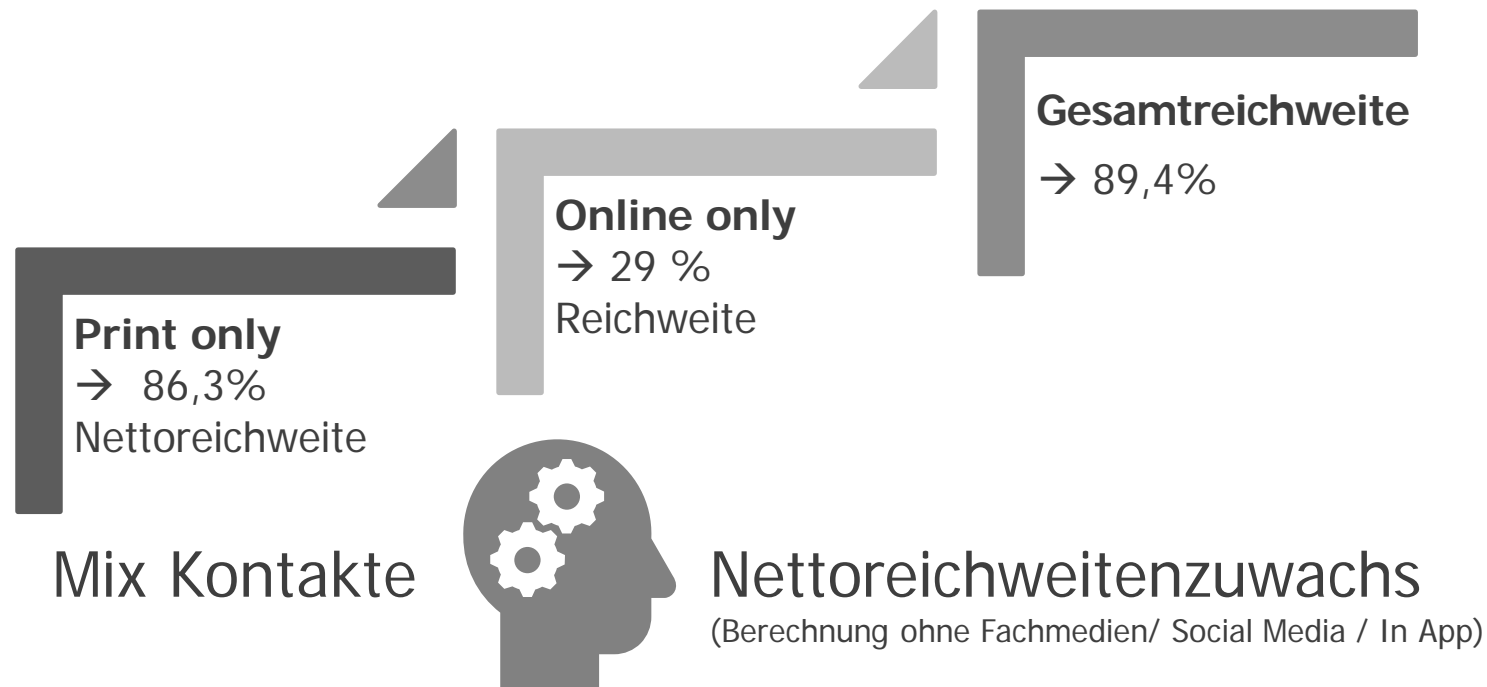 Print only
→ 86,3%
Nettoreichweite
Online only
→ 29 %
Reichweite
Gesamtreichweite
→ 89,4%
Mix Kontakte
Nettoreichweitenzuwachs
(Berechnung ohne Fachmedien/ Social Media / In App)